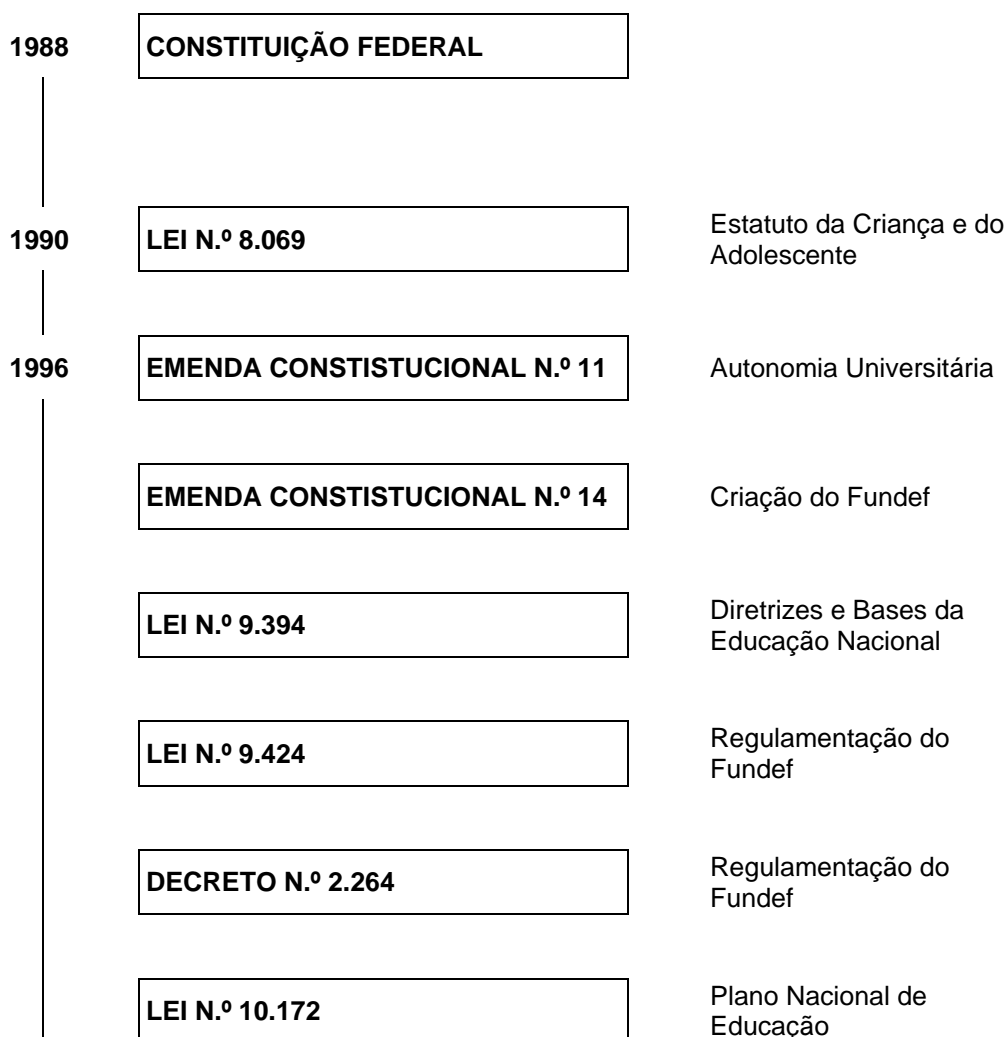 1988
CONSTITUIÇÃO FEDERAL
1990
LEI N.º 8.069
Estatuto da Criança e do
Adolescente
1996
EMENDA CONSTISTUCIONAL N.º 11
Autonomia Universitária
EMENDA CONSTISTUCIONAL N.º 14
Criação do Fundef
LEI N.º 9.394
Diretrizes e Bases da
Educação Nacional
LEI N.º 9.424
Regulamentação do
Fundef
DECRETO N.º 2.264
Regulamentação do
Fundef
LEI N.º 10.172
Plano Nacional de
Educação